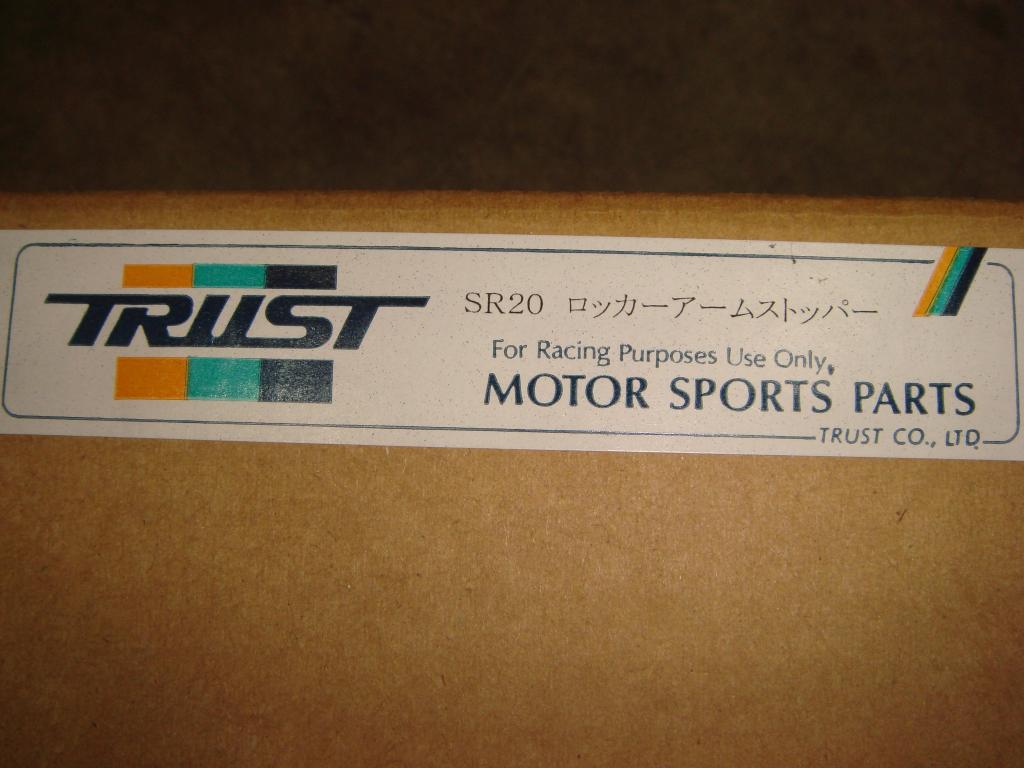 TRUST
SR20 ロッカーアームストッパー
For Racing Purposes Use Only,
MOTOR SPORTS PARTS
TRUST CO., LTD.